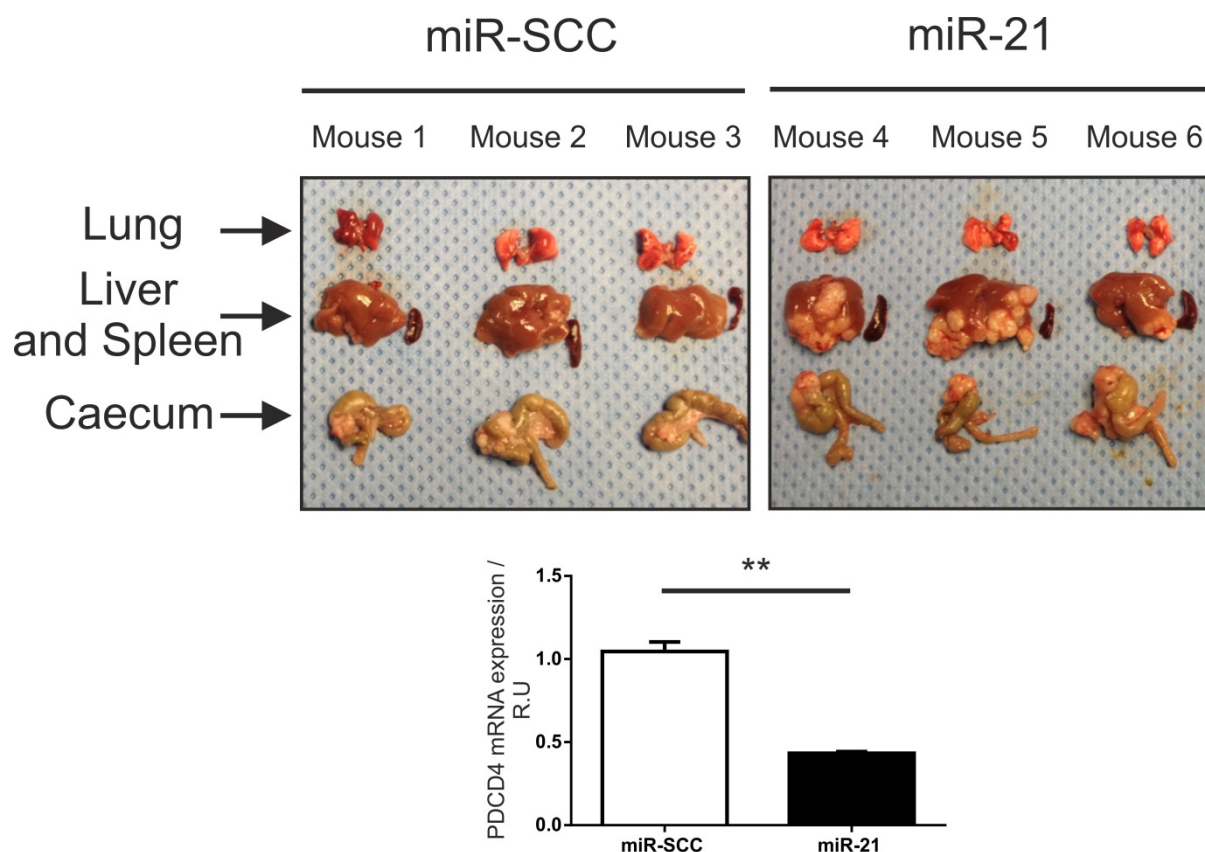 miR-SCC
miR-21
Mouse 1
Mouse 2
Mouse 3
Mouse 4
Mouse 5
Mouse 6
Lung
Liver
and Spleen
Caecum
PDCD4 mRNA expression /
R.U
1.5
1.0
0.5
0.0
**
miR-SCC
miR-21